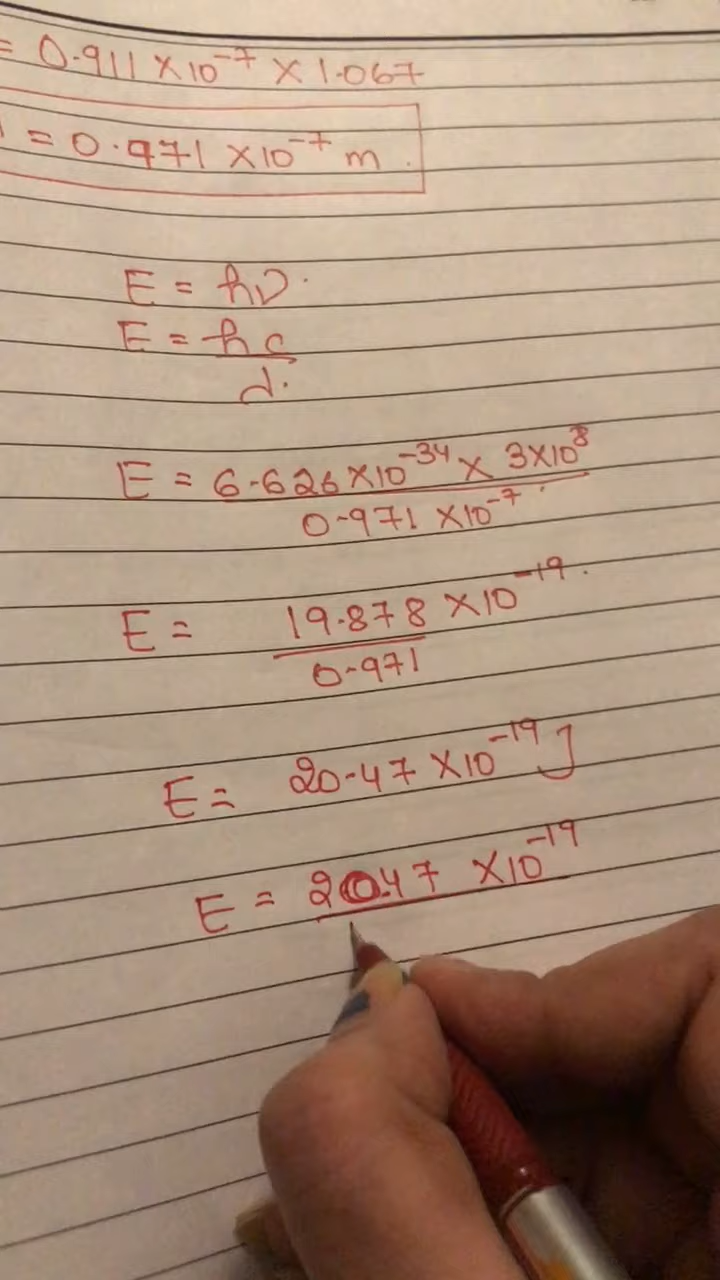 = 0.911 × 10⁻⁷ × 1.067
= 0.971 × 10⁻⁷ m.
E = hν.
E = hc
λ.
E = 6.626 × 10⁻³⁴ × 3 × 10⁸
0.971 × 10⁻⁷
E = 19.878 × 10⁻¹⁹.
0.971
E = 20.47 × 10⁻¹⁹ J
E = 20.47 × 10⁻¹⁹